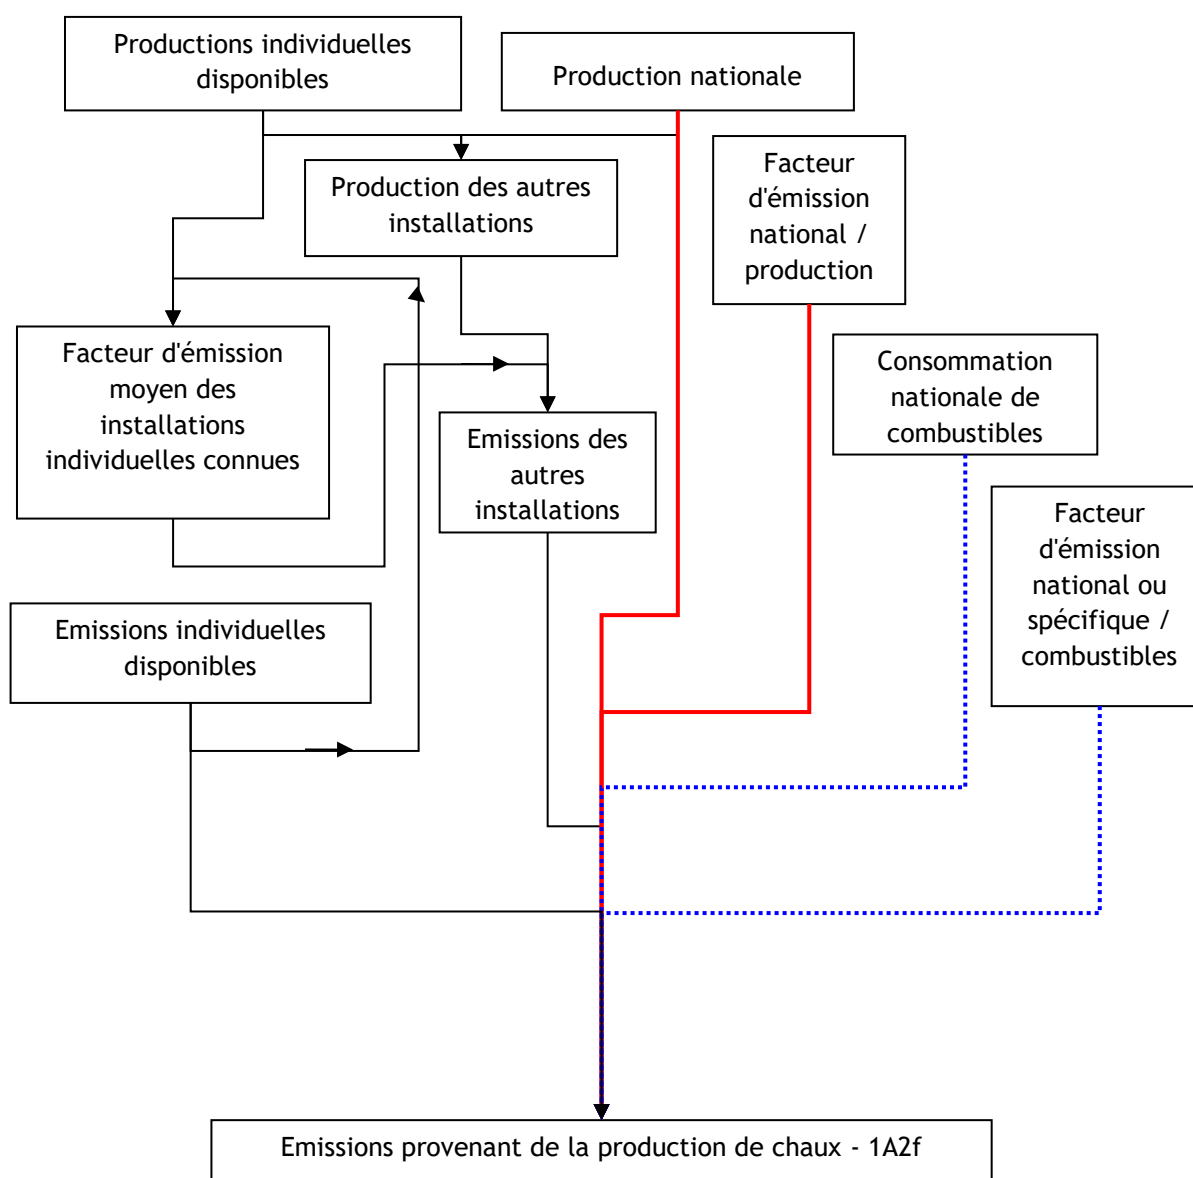 Productions individuelles
disponibles
Production nationale
Production des autres
installations
Facteur
d'émission
national /
production
Facteur d'émission
moyen des
installations
individuelles connues
Consommation
nationale de
combustibles
Emissions des
autres
installations
Facteur
d'émission
national ou
spécifique /
combustibles
Emissions individuelles
disponibles
Emissions provenant de la production de chaux - 1A2f